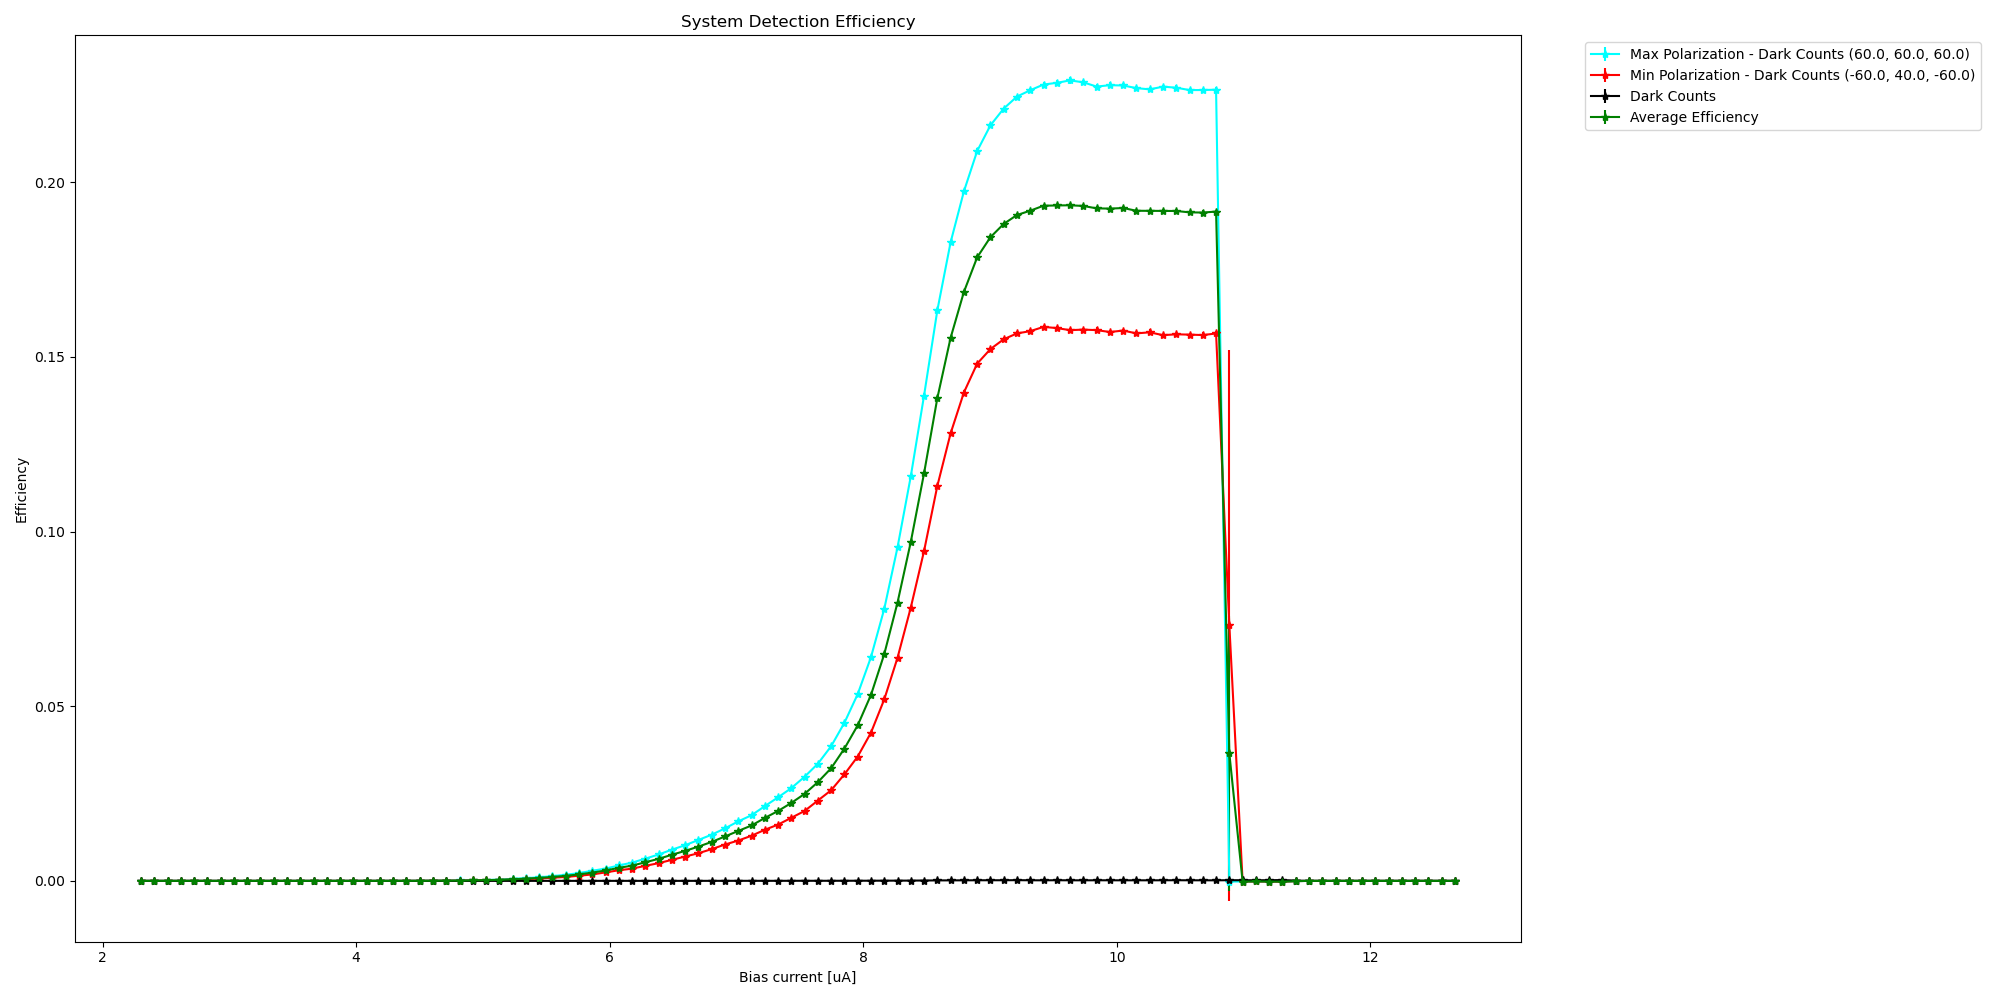 System Detection Efficiency
Max Polarization - Dark Counts (60.0, 60.0, 60.0)
Min Polarization - Dark Counts (-60.0, 40.0, -60.0)
Dark Counts
Average Efficiency
Efficiency
0.20
0.15
0.10
0.05
0.00
2 4 6 8 10 12
Bias current [uA]